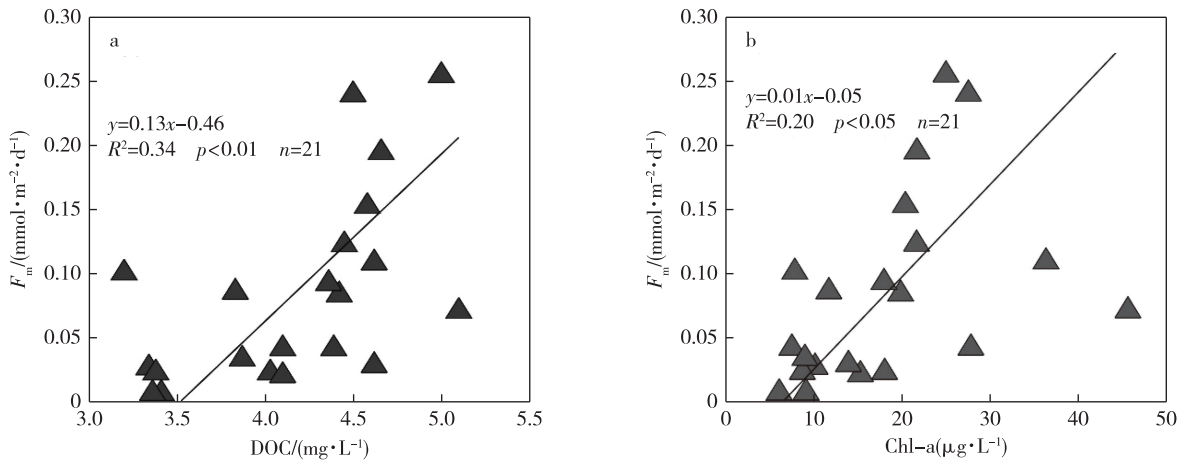 a
y=0.13x−0.46
R²=0.34 p<0.01 n=21
F_m/(mmol·m⁻²·d⁻¹)
0.30
0.25
0.20
0.15
0.10
0.05
0
3.0 3.5 4.0 4.5 5.0 5.5
DOC/(mg·L⁻¹)
b
y=0.01x−0.05
R²=0.20 p<0.05 n=21
F_m/(mmol·m⁻²·d⁻¹)
0.30
0.25
0.20
0.15
0.10
0.05
0
0 10 20 30 40 50
Chl−a(μg·L⁻¹)